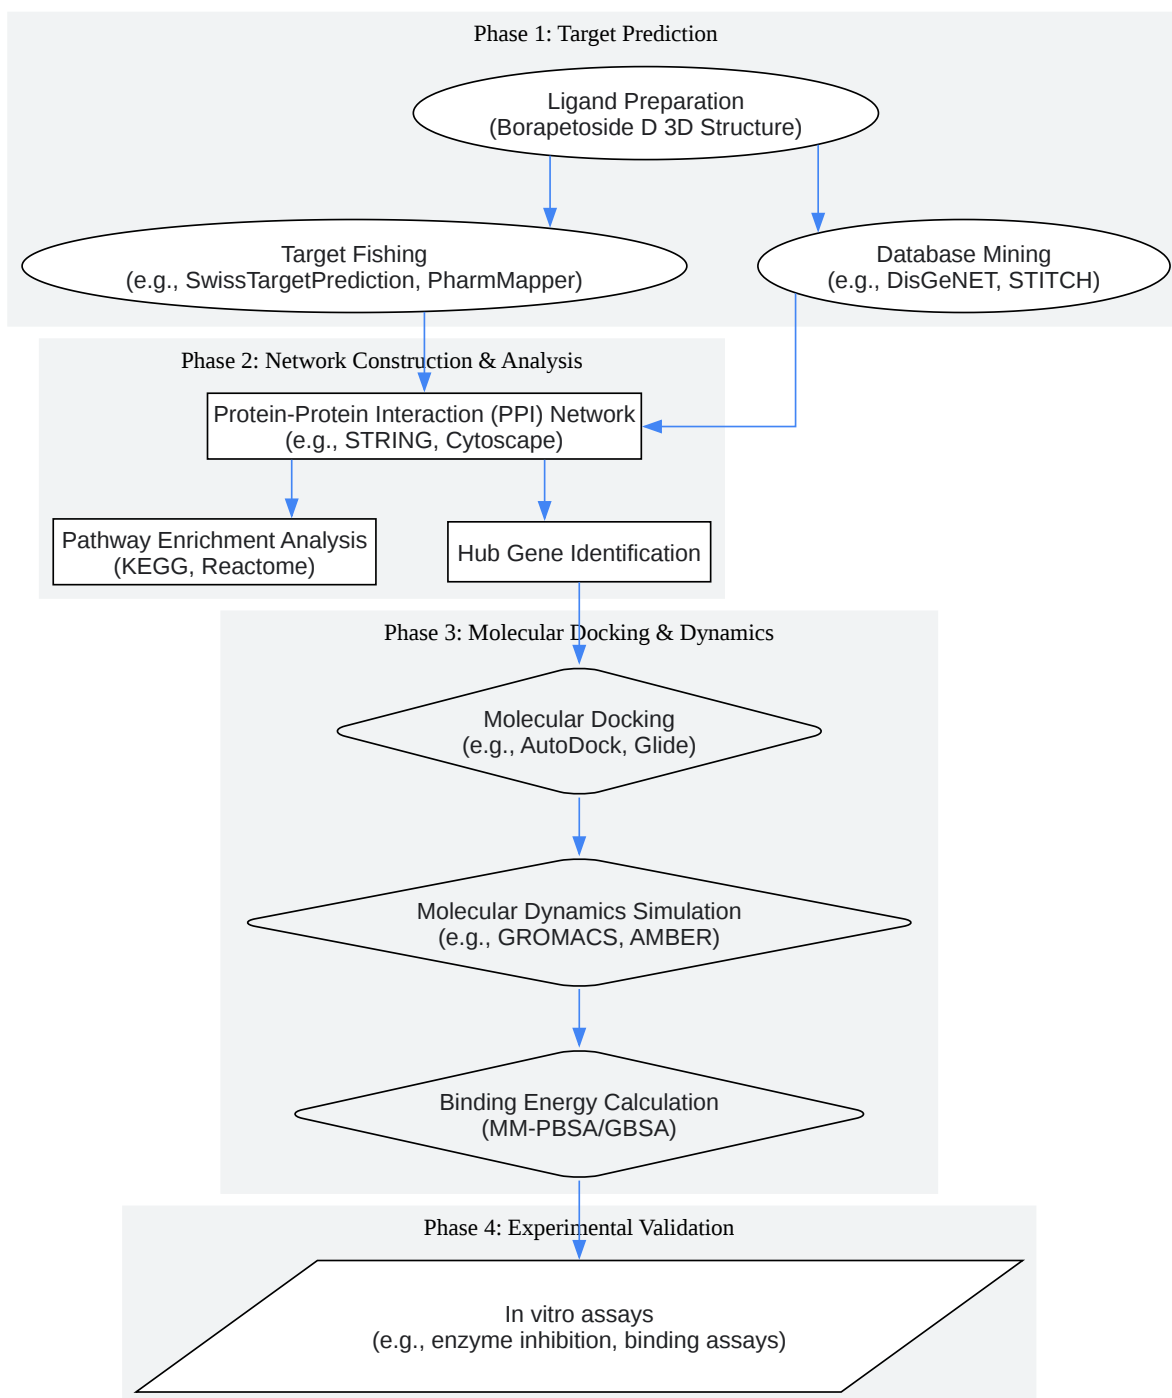 Phase 1: Target Prediction
Ligand Preparation
(Borapetoside D 3D Structure)
Target Fishing
(e.g., SwissTargetPrediction, PharmMapper)
Database Mining
(e.g., DisGeNET, STITCH)
Phase 2: Network Construction & Analysis
Protein-Protein Interaction (PPI) Network
(e.g., STRING, Cytoscape)
Pathway Enrichment Analysis
(KEGG, Reactome)
Hub Gene Identification
Phase 3: Molecular Docking & Dynamics
Molecular Docking
(e.g., AutoDock, Glide)
Molecular Dynamics Simulation
(e.g., GROMACS, AMBER)
Binding Energy Calculation
(MM-PBSA/GBSA)
Phase 4: Experimental Validation
In vitro assays
(e.g., enzyme inhibition, binding assays)